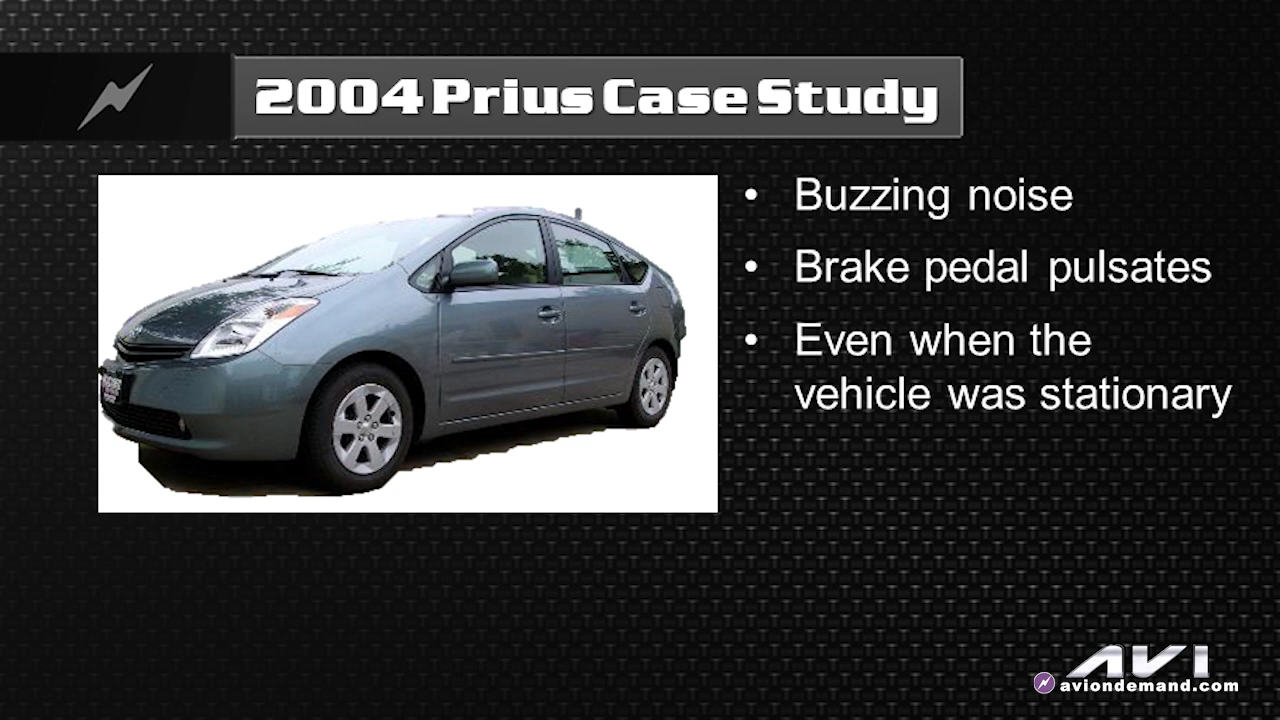 2004 Prius Case Study
• Buzzing noise
• Brake pedal pulsates
• Even when the
vehicle was stationary
AVI
aviondemand.com